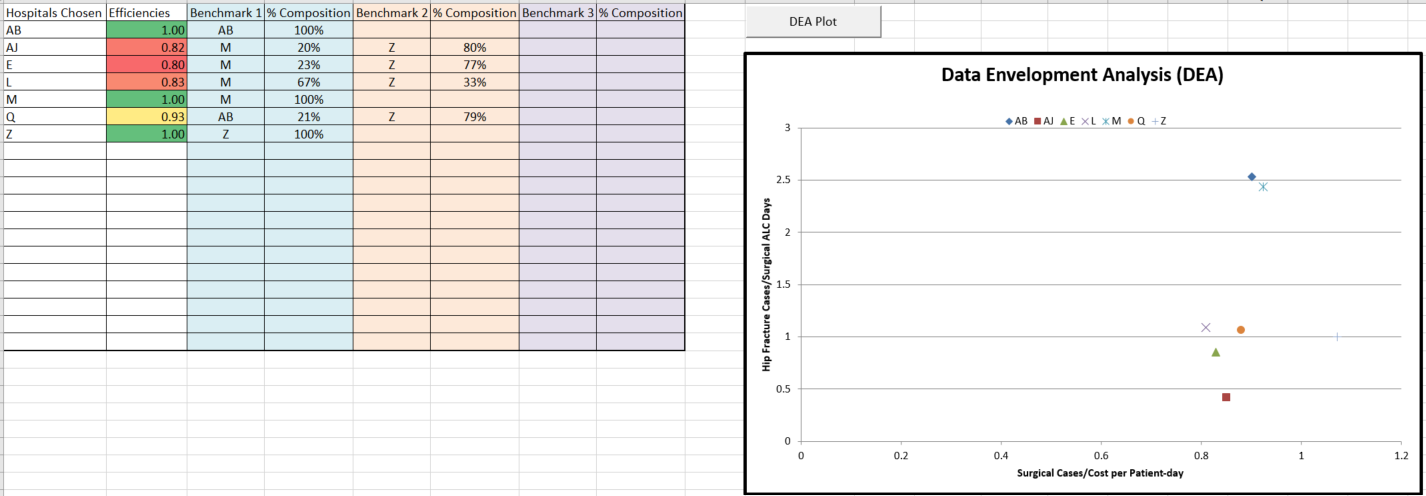 Hospitals Chosen Efficiencies Benchmark 1 % Composition Benchmark 2 % Composition Benchmark 3 % Composition
AB 1.00 AB 100%
AJ 0.82 M 20% Z 80%
E 0.80 M 23% Z 77%
L 0.83 M 67% Z 33%
M 1.00 M 100%
Q 0.93 AB 21% Z 79%
Z 1.00 Z 100%
DEA Plot
Data Envelopment Analysis (DEA)
AB AJ E L M Q Z
3
2.5
2
1.5
1
0.5
0
Hip Fracture Cases/Surgical ALC Days
0 0.2 0.4 0.6 0.8 1 1.2
Surgical Cases/Cost per Patient-day